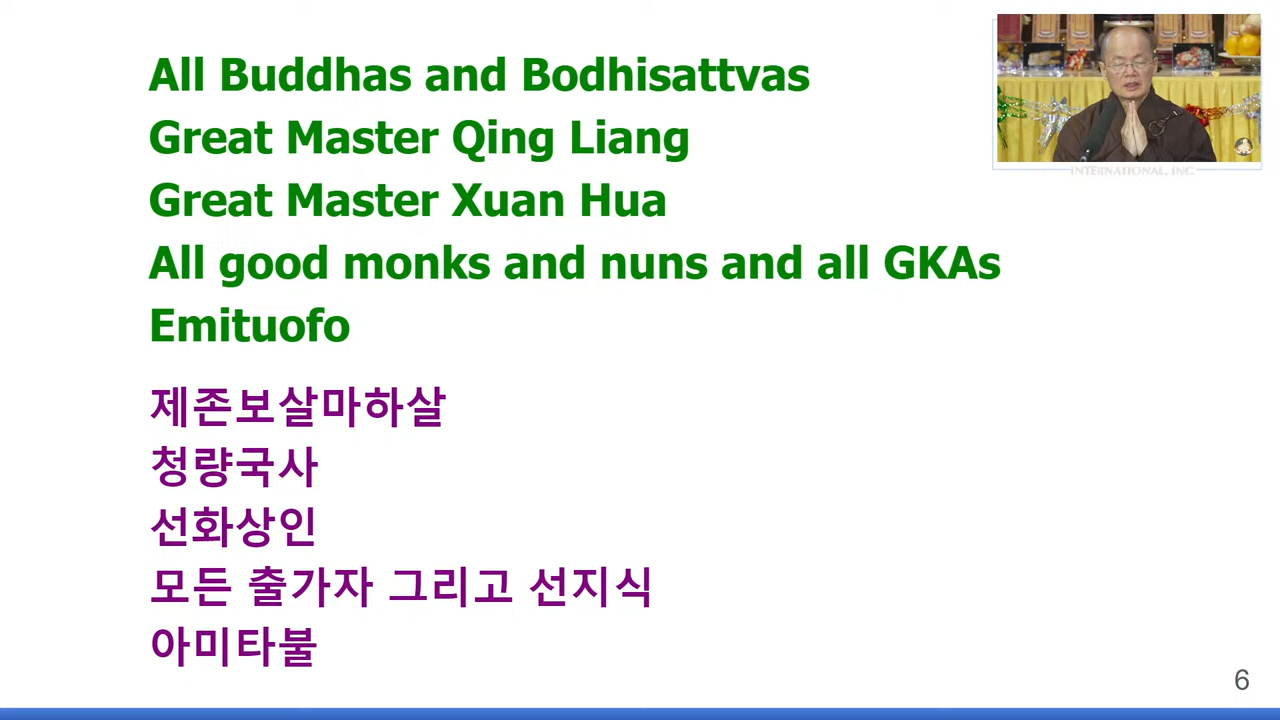 All Buddhas and Bodhisattvas
Great Master Qing Liang
Great Master Xuan Hua
All good monks and nuns and all GKAs
Emituofo
제존보살마하살
청량국사
선화상인
모든 출가자 그리고 선지식
아미타불
INTERNATIONAL, INC
6